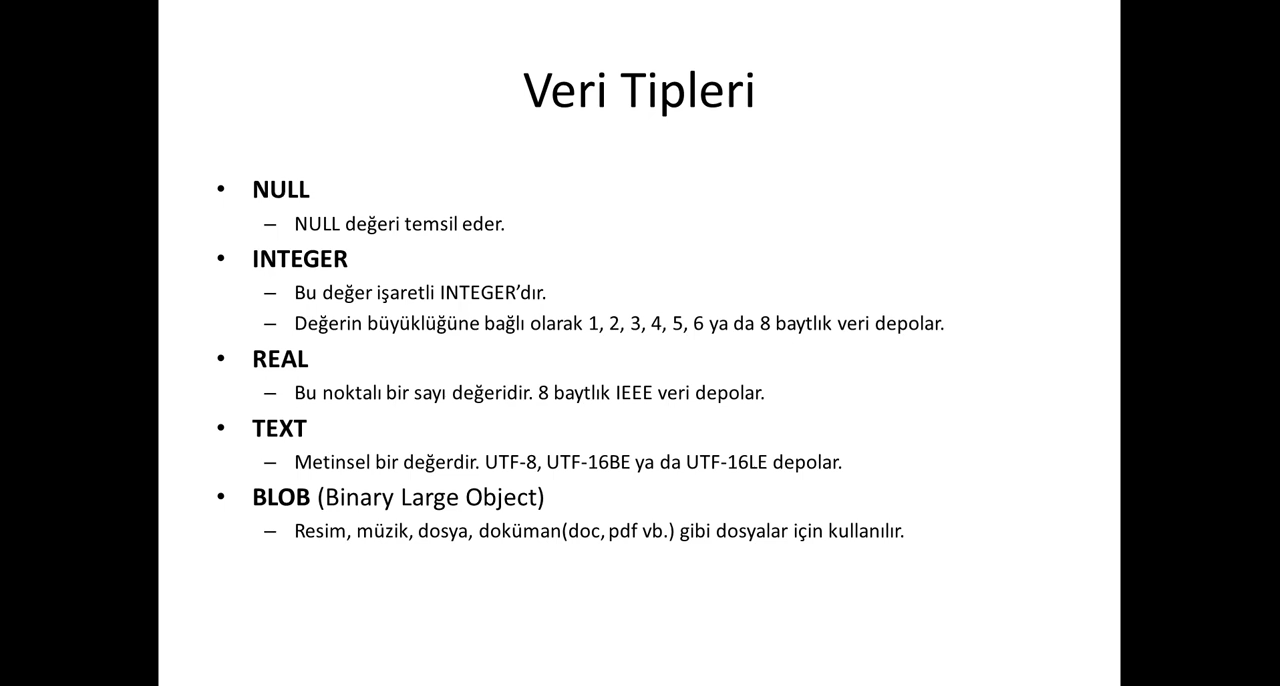 Veri Tipleri
• NULL
– NULL değeri temsil eder.
• INTEGER
– Bu değer işaretli INTEGER’dır.
– Değerin büyüklüğüne bağlı olarak 1, 2, 3, 4, 5, 6 ya da 8 baytlık veri depolar.
• REAL
– Bu noktalı bir sayı değeridir. 8 baytlık IEEE veri depolar.
• TEXT
– Metinsel bir değerdir. UTF-8, UTF-16BE ya da UTF-16LE depolar.
• BLOB (Binary Large Object)
– Resim, müzik, dosya, doküman(doc, pdf vb.) gibi dosyalar için kullanılır.